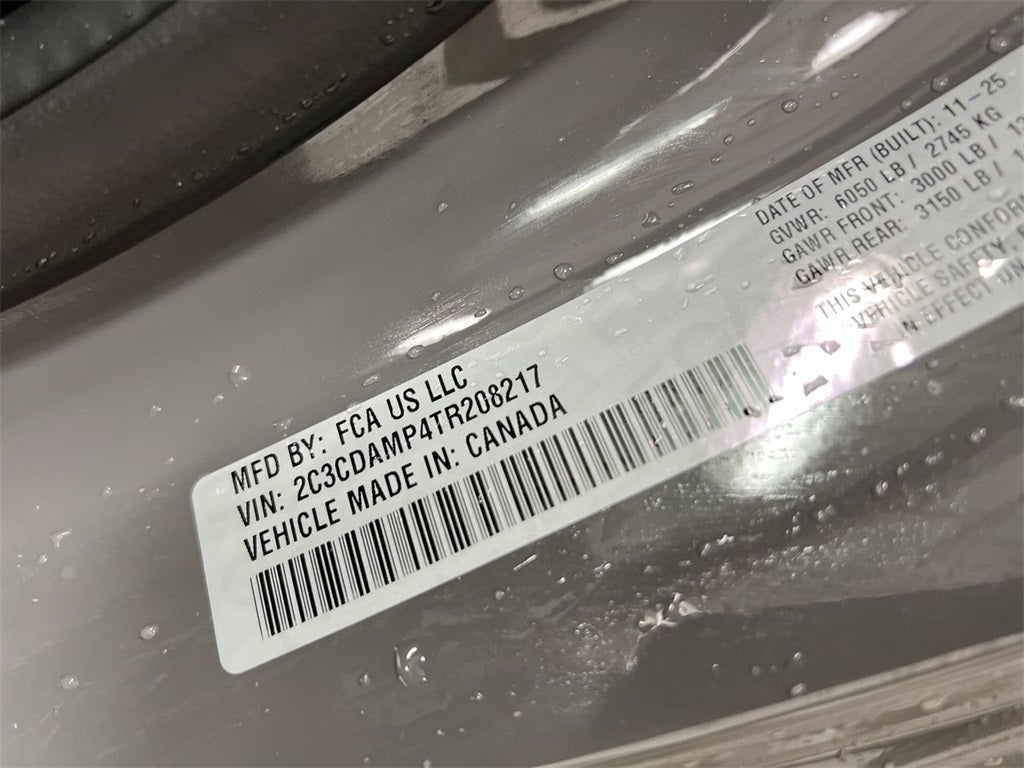 MFD BY: FCA US LLC
VIN: 2C3CDAMP4TR208217
VEHICLE MADE IN: CANADA
DATE OF MFR (BUILT): 11-25
GVWR: 6050 LB / 2745 KG
GAWR FRONT: 3000 LB / 13
GAWR REAR: 3150 LB / 1
THIS VEHICLE CONFORM
VEHICLE SAFETY,
IN EFFECT ON